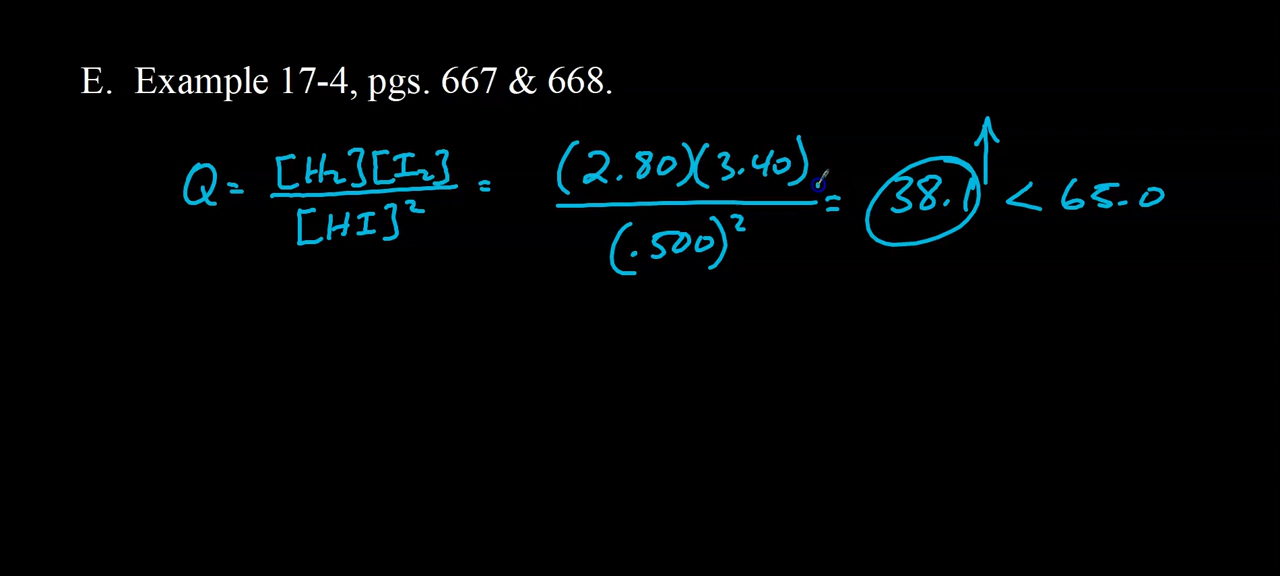 E. Example 17-4, pgs. 667 & 668.
Q = [H₂][I₂] / [HI]² = (2.80)(3.40) / (.500)² = 38.1 < 65.0